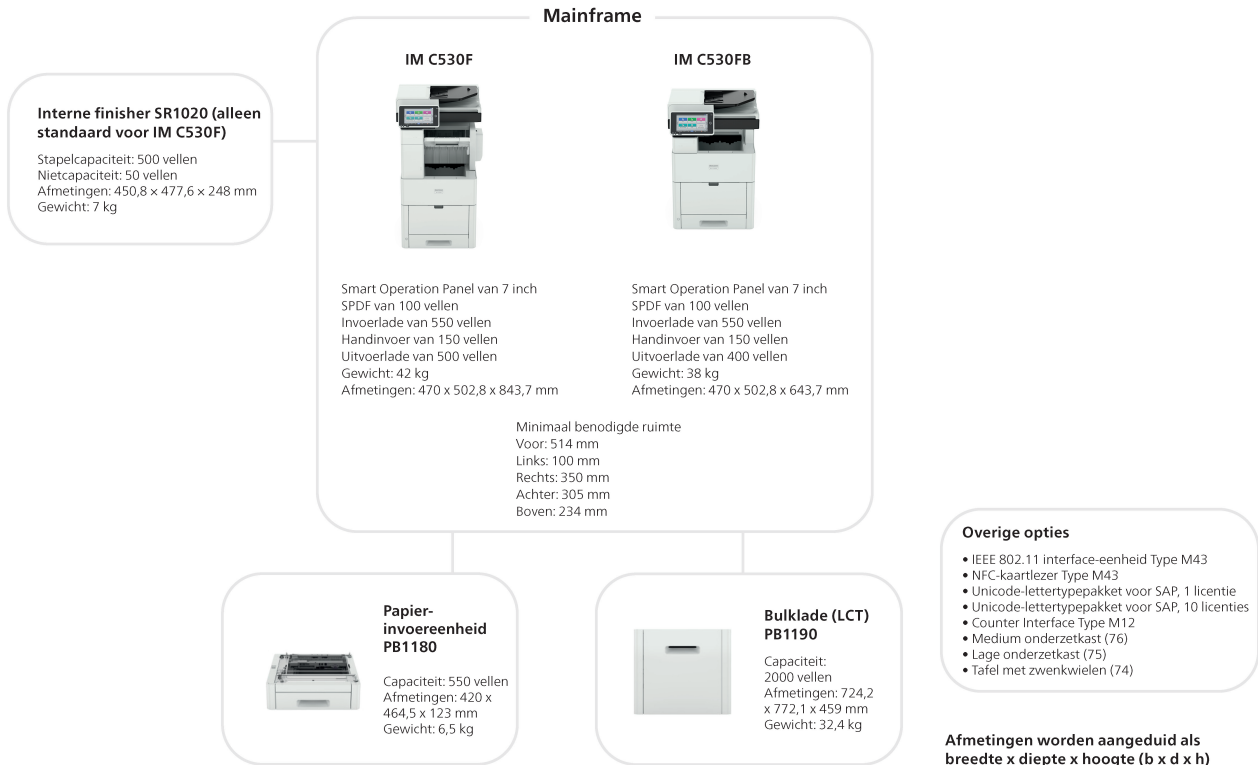 Mainframe
IM C530F
IM C530FB
Interne finisher SR1020 (alleen
standaard voor IM C530F)
Stapelcapaciteit: 500 vellen
Nietcapaciteit: 50 vellen
Afmetingen: 450,8 × 477,6 × 248 mm
Gewicht: 7 kg
Smart Operation Panel van 7 inch
SPDF van 100 vellen
Invoerlade van 550 vellen
Handinvoer van 150 vellen
Uitvoerlade van 500 vellen
Gewicht: 42 kg
Afmetingen: 470 x 502,8 x 843,7 mm
Smart Operation Panel van 7 inch
SPDF van 100 vellen
Invoerlade van 550 vellen
Handinvoer van 150 vellen
Uitvoerlade van 400 vellen
Gewicht: 38 kg
Afmetingen: 470 x 502,8 x 643,7 mm
Minimaal benodigde ruimte
Voor: 514 mm
Links: 100 mm
Rechts: 350 mm
Achter: 305 mm
Boven: 234 mm
Papier-
invoereenheid
PB1180
Capaciteit: 550 vellen
Afmetingen: 420 x
464,5 x 123 mm
Gewicht: 6,5 kg
Bulklade (LCT)
PB1190
Capaciteit:
2000 vellen
Afmetingen: 724,2
x 772,1 x 459 mm
Gewicht: 32,4 kg
Overige opties
• IEEE 802.11 interface-eenheid Type M43
• NFC-kaartlezer Type M43
• Unicode-lettertypepakket voor SAP, 1 licentie
• Unicode-lettertypepakket voor SAP, 10 licenties
• Counter Interface Type M12
• Medium onderzetkast (76)
• Lage onderzetkast (75)
• Tafel met zwenkwielen (74)
Afmetingen worden aangeduid als
breedte x diepte x hoogte (b x d x h)